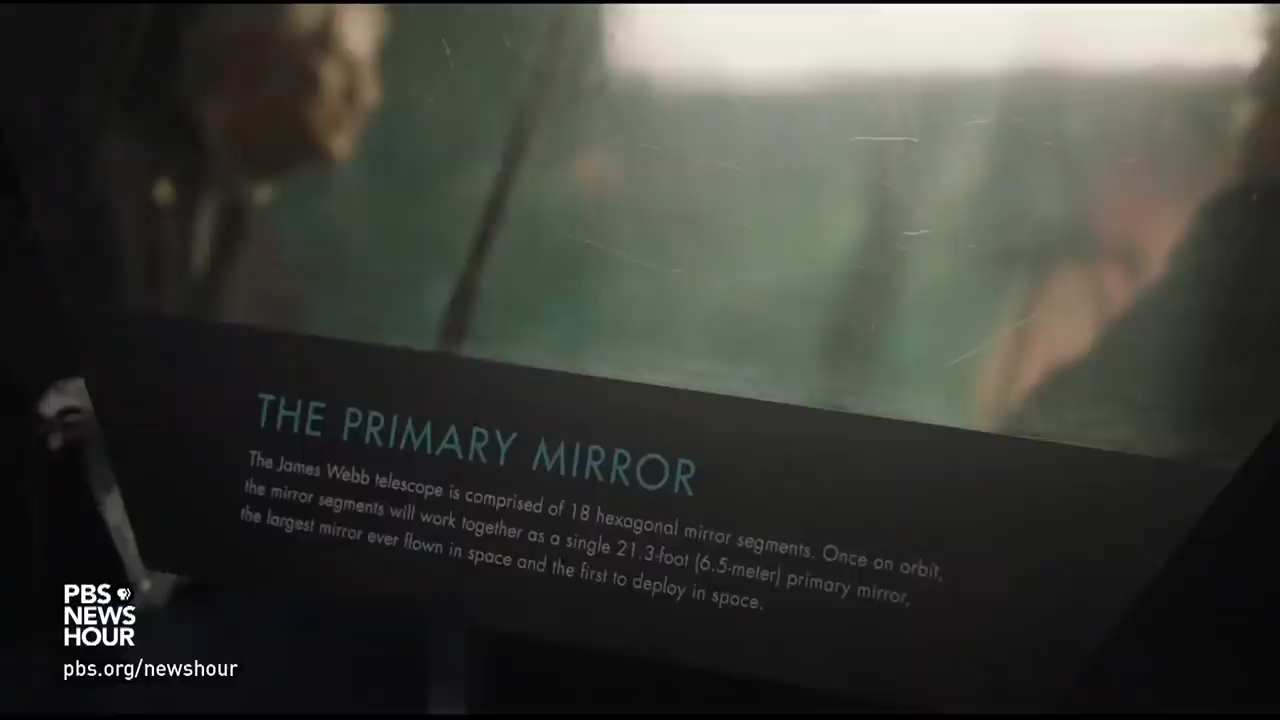 THE PRIMARY MIRROR
The James Webb telescope is comprised of 18 hexagonal mirror segments. Once on orbit,
the mirror segments will work together as a single 21.3-foot (6.5-meter) primary mirror,
the largest mirror ever flown in space and the first to deploy in space.
PBS
NEWS
HOUR
pbs.org/newshour